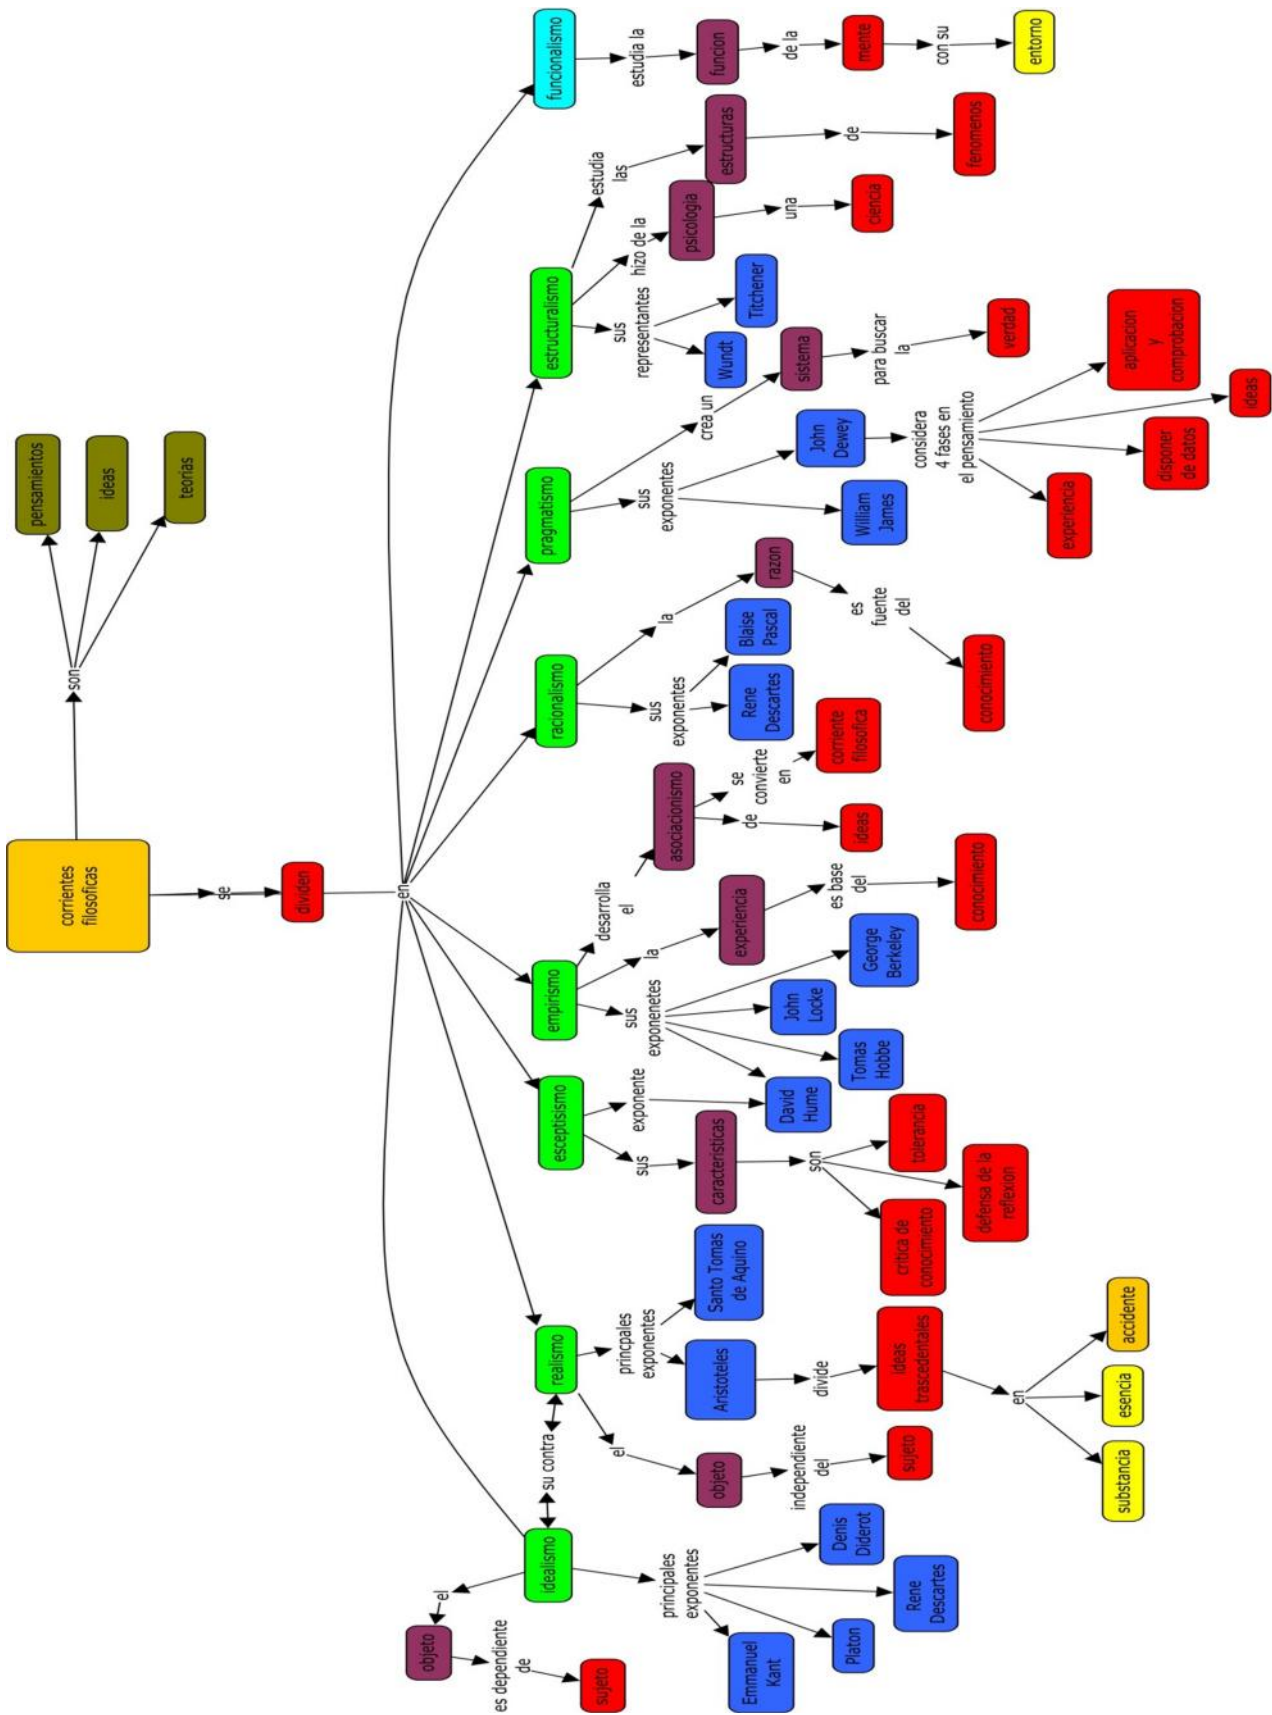 corrientes
filosoficas
son
pensamientos
ideas
teorias
se
dividen
en
idealismo
el
objeto
es dependiente
de
sujeto
principales
exponentes
Emmanuel
Kant
Platon
Rene
Descartes
Denis
Diderot
su contra
realismo
el
objeto
independiente
del
sujeto
princpales
exponentes
Aristoteles
Santo Tomas
de Aquino
divide
ideas
trascedentales
en
substancia
esencia
accidente
esceptisismo
sus
caracteristicas
son
critica de
conocimiento
defensa de la
reflexion
tolerancia
exponente
David
Hume
empirismo
sus
exponenetes
Tomas
Hobbe
John
Locke
George
Berkeley
la
experiencia
es base
del
conocimiento
desarrolla
el
asociacionismo
de
ideas
se
convierte
en
corriente
filosofica
racionalismo
sus
exponentes
Rene
Descartes
Blaise
Pascal
la
razon
es
fuente
del
conocimiento
pragmatismo
sus
exponentes
William
James
John
Dewey
considera
4 fases en
el pensamiento
experiencia
disponer
de datos
ideas
aplicacion
y
comprobacion
crea un
sistema
para buscar
la
verdad
estructuralismo
sus
representantes
Wundt
Titchener
hizo de la
psicologia
una
ciencia
estudia
las
estructuras
de
fenomenos
funcionalismo
estudia la
funcion
de la
mente
con su
entorno